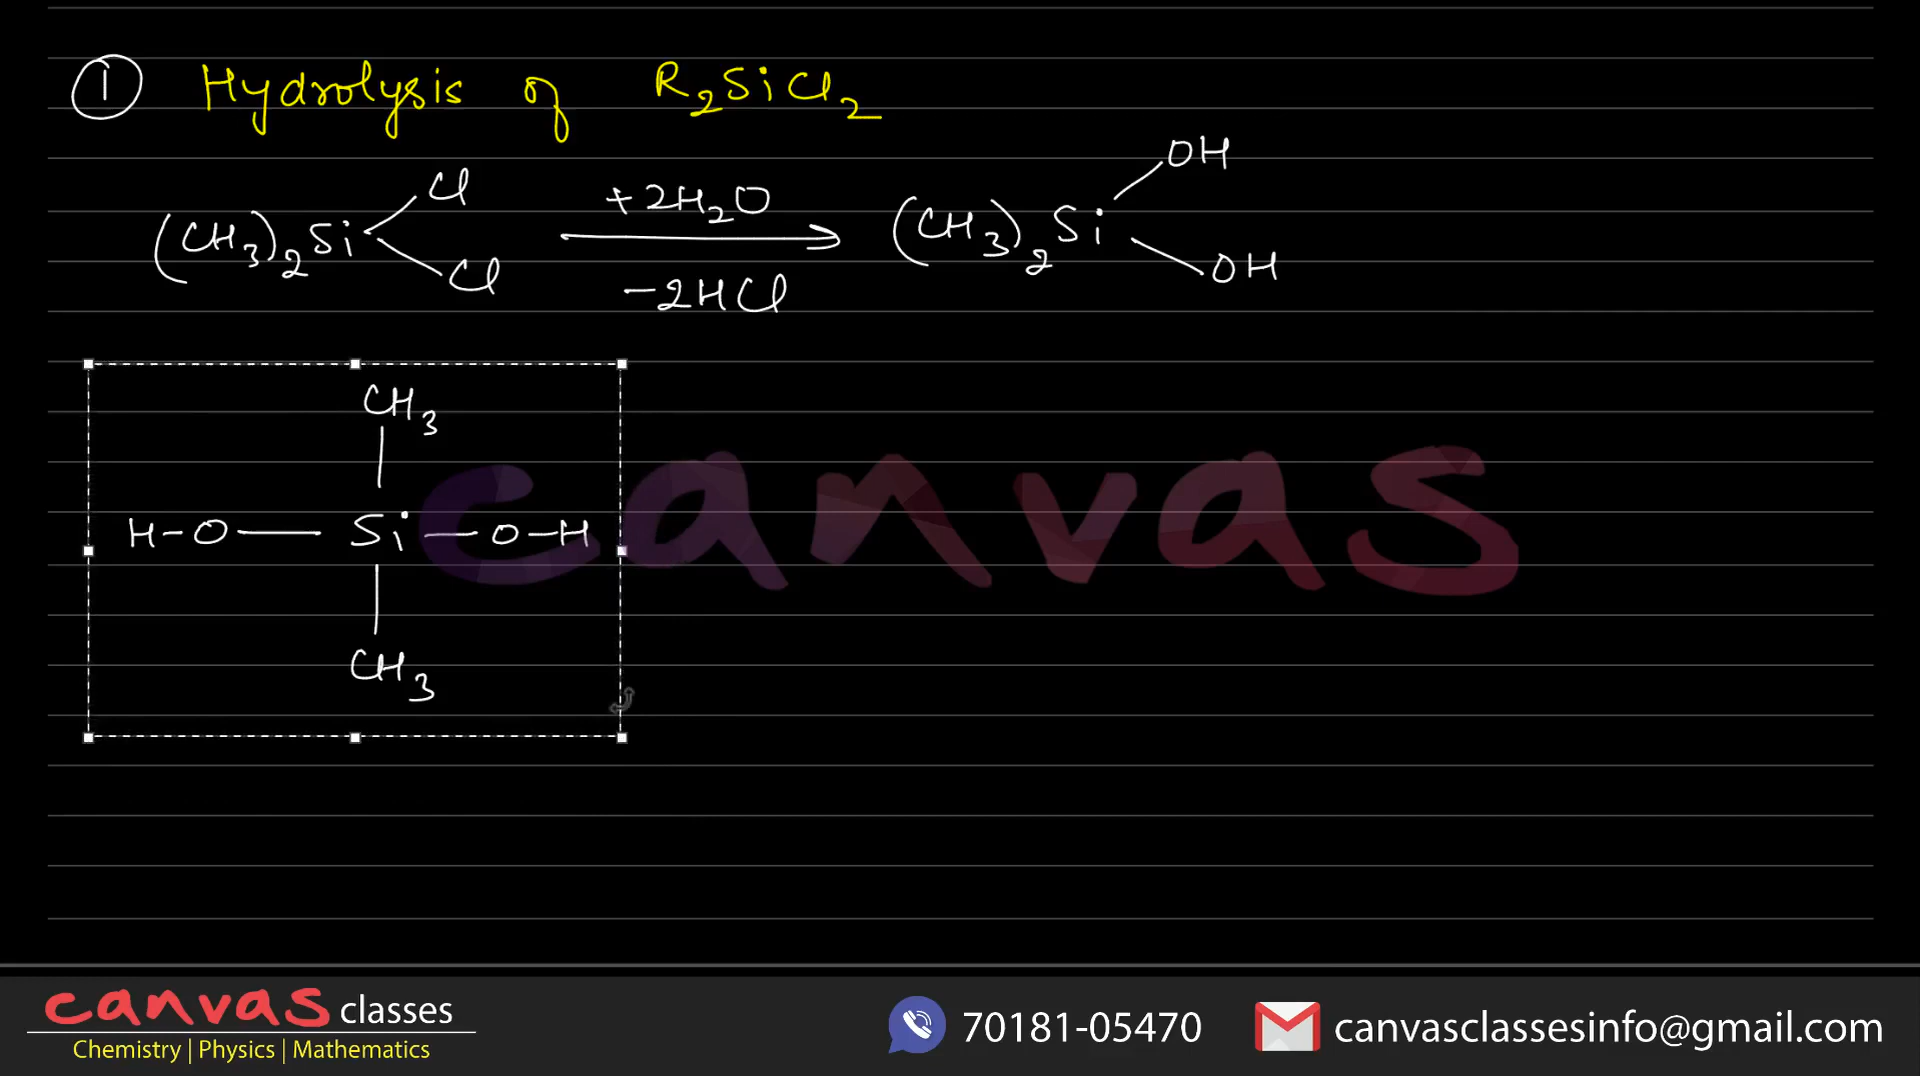 ① Hydrolysis of R₂SiCl₂
(CH₃)₂Si
Cl
Cl
+2H₂O
-2HCl
(CH₃)₂Si
OH
OH
CH₃
H-O—Si—O-H
CH₃
canvas
canvas classes
Chemistry | Physics | Mathematics
70181-05470
canvasclassesinfo@gmail.com